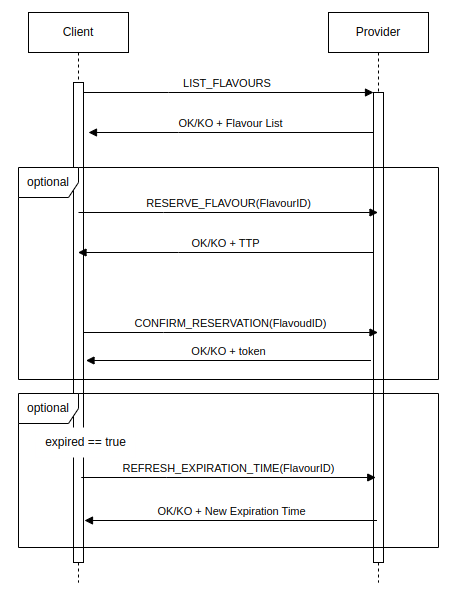 Client
Provider
LIST_FLAVOURS
OK/KO + Flavour List
optional
RESERVE_FLAVOUR(FlavourID)
OK/KO + TTP
CONFIRM_RESERVATION(FlavoudID)
OK/KO + token
optional
expired == true
REFRESH_EXPIRATION_TIME(FlavourID)
OK/KO + New Expiration Time